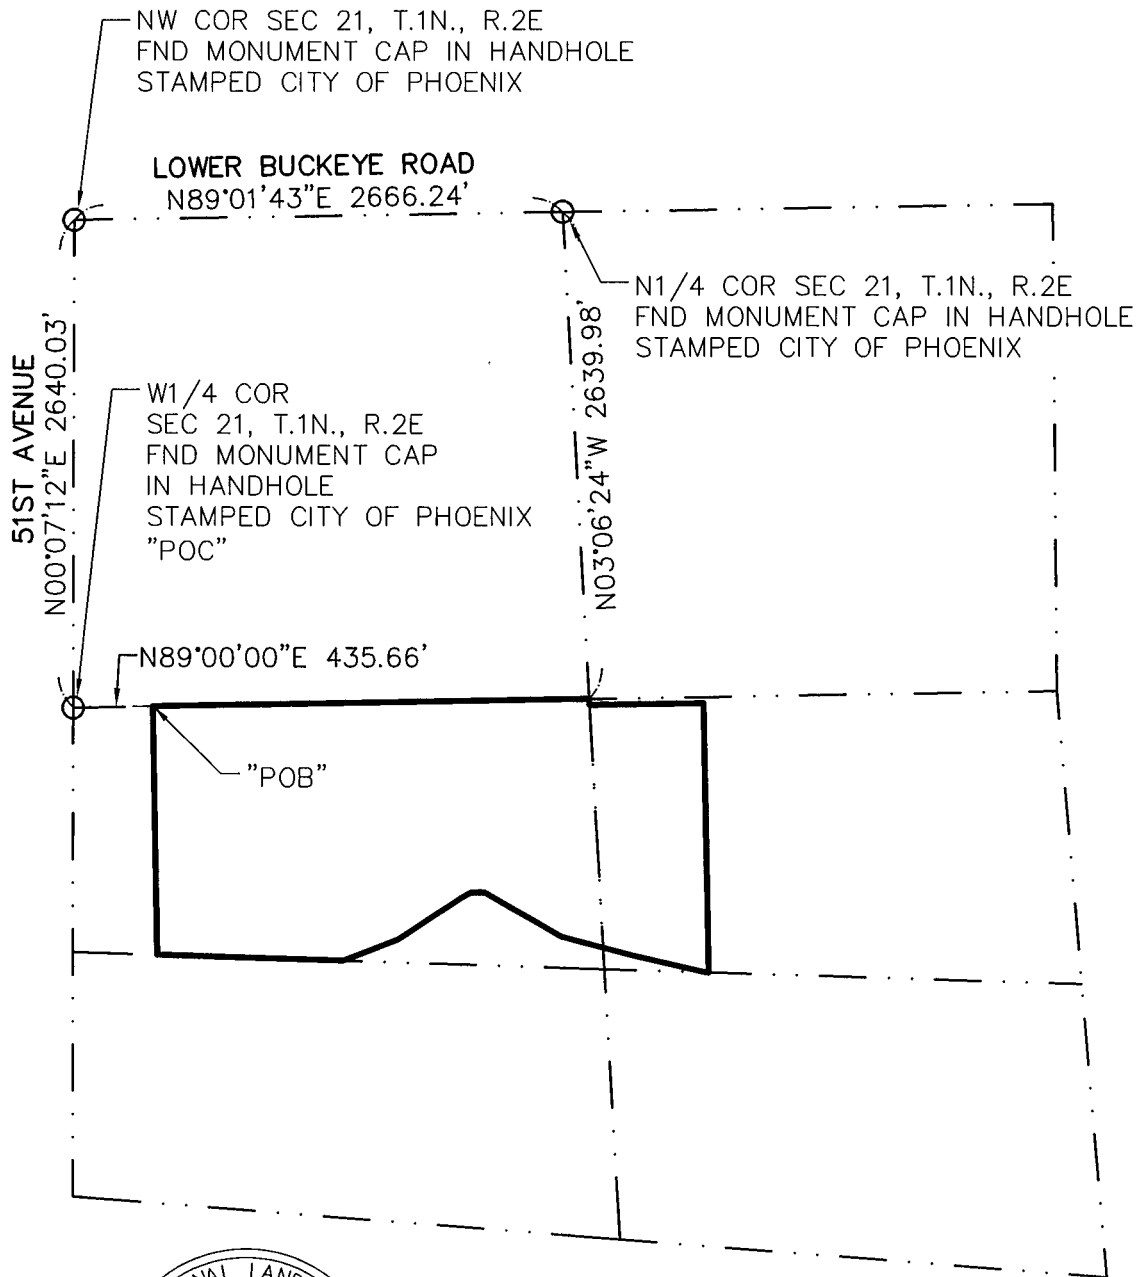 NW COR SEC 21, T.1N., R.2E
FND MONUMENT CAP IN HANDHOLE
STAMPED CITY OF PHOENIX
LOWER BUCKEYE ROAD
N89°01'43"E 2666.24'
N1/4 COR SEC 21, T.1N., R.2E
FND MONUMENT CAP IN HANDHOLE
STAMPED CITY OF PHOENIX
51ST AVENUE
N00°07'12"E 2640.03'
N03°06'24"W 2639.98'
W1/4 COR
SEC 21, T.1N., R.2E
FND MONUMENT CAP
IN HANDHOLE
STAMPED CITY OF PHOENIX
"POC"
N89°00'00"E 435.66'
"POB"